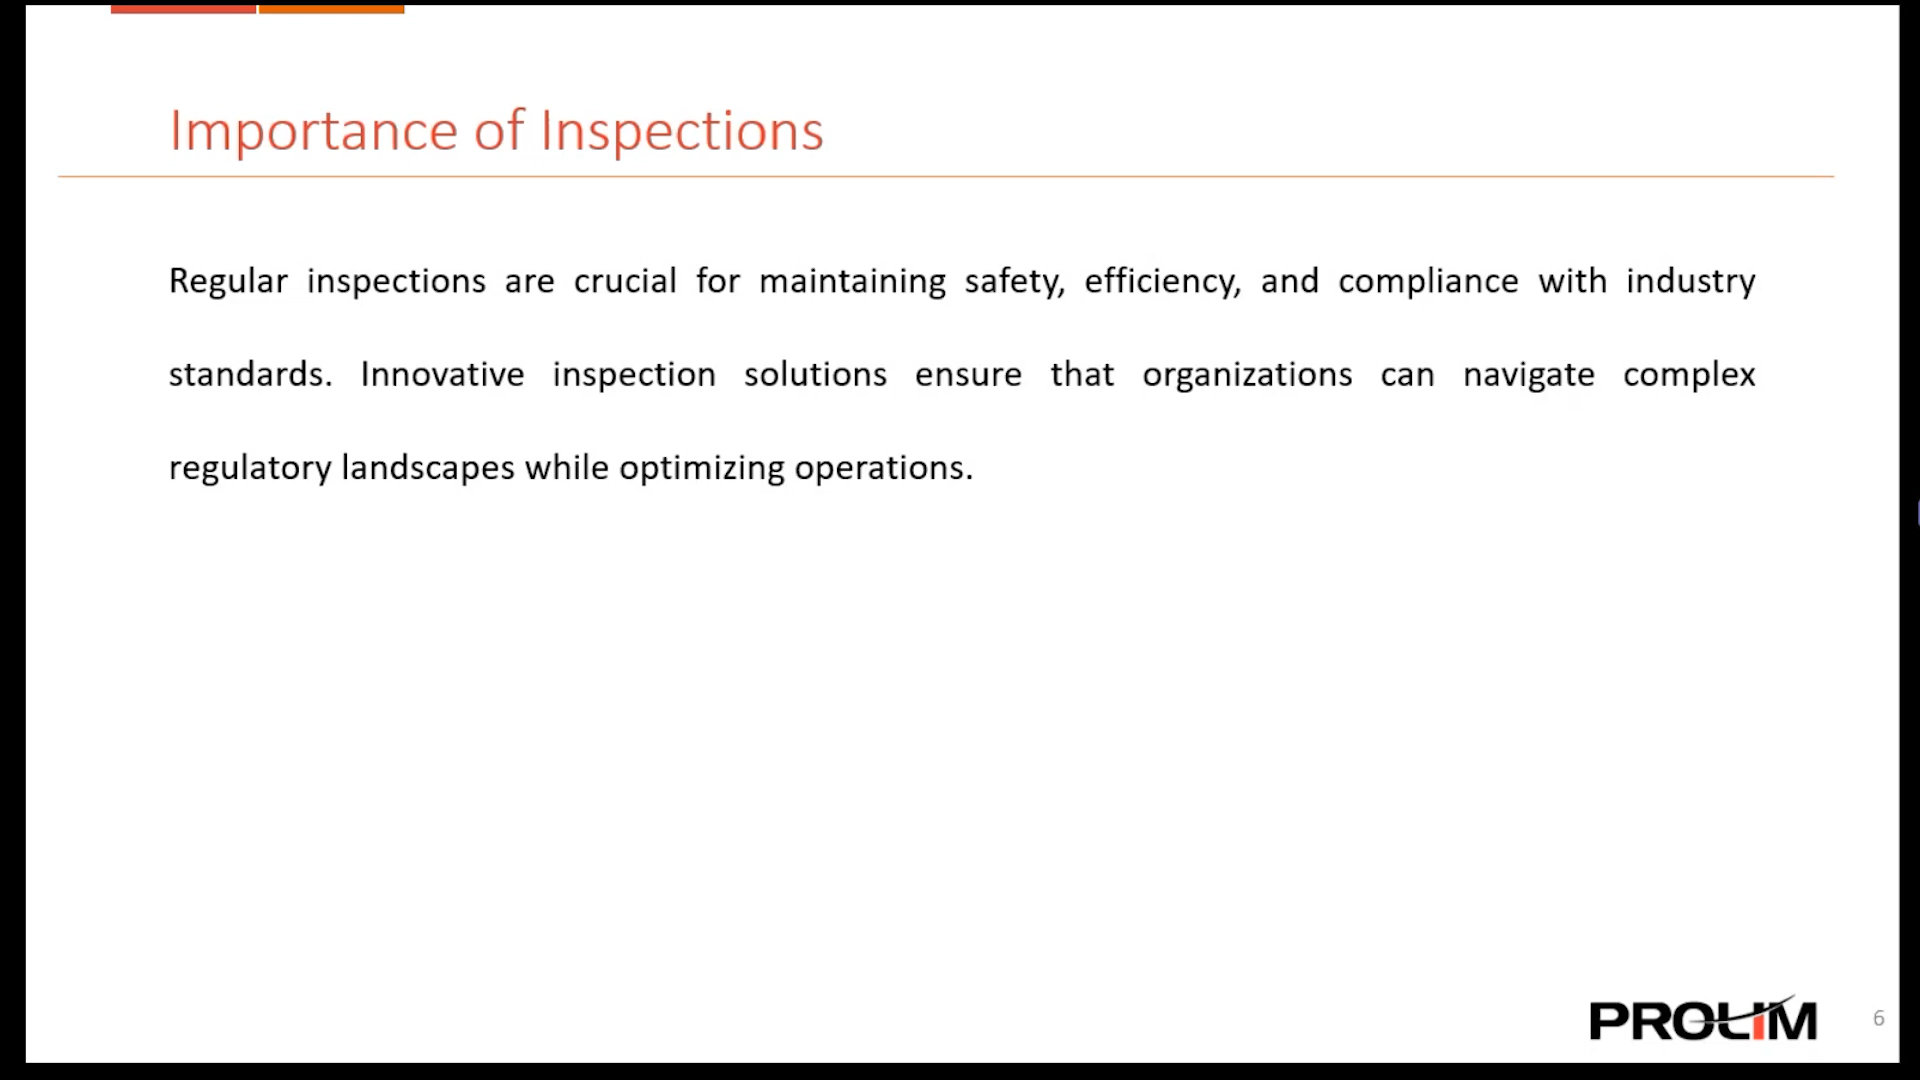 Importance of Inspections
Regular inspections are crucial for maintaining safety, efficiency, and compliance with industry
standards. Innovative inspection solutions ensure that organizations can navigate complex
regulatory landscapes while optimizing operations.
PROLIM
6